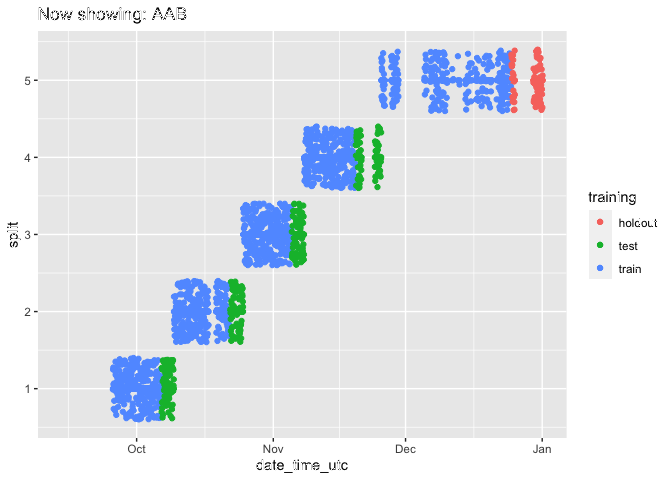 Now showing: AAB
5
4
3
2
1
split
Oct
Nov
Dec
Jan
date_time_utc
training
holdout
test
train